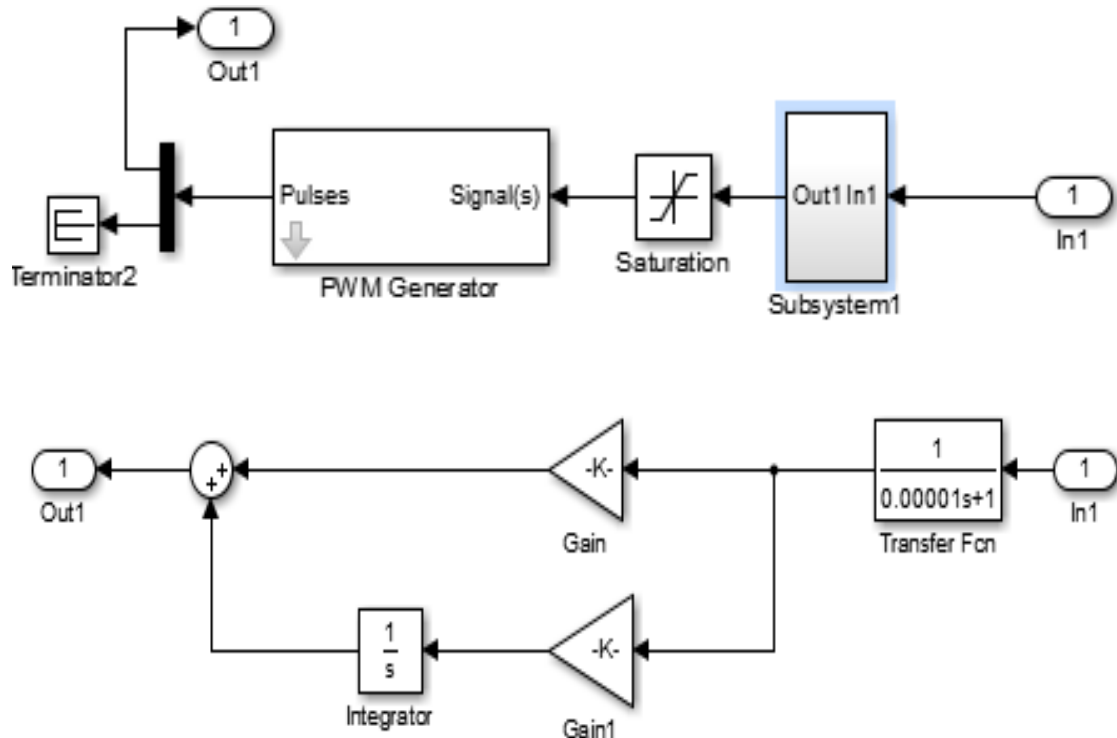 1
Out1
Pulses
Signal(s)
Out1 In1
1
In1
Terminator2
PWM Generator
Saturation
Subsystem1
1
Out1
+
+
-K-
Gain
1
0.00001s+1
Transfer Fcn
1
In1
1
s
Integrator
-K-
Gain1